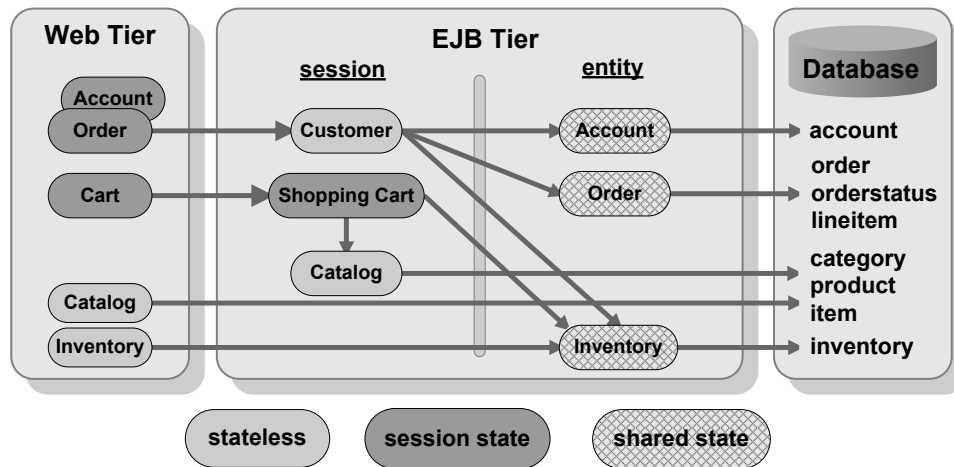 Web Tier
EJB Tier
session
entity
Database
Account
Order
Customer
Account
account
order
Cart
Shopping Cart
Order
orderstatus
lineitem
Catalog
category
product
Catalog
item
Inventory
Inventory
inventory
stateless
session state
shared state